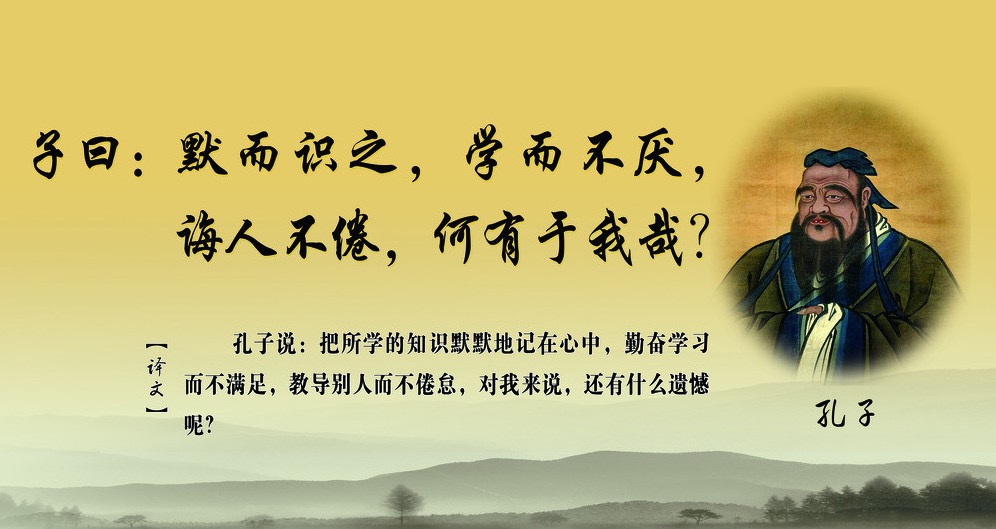 子曰：默而识之，学而不厌，
诲人不倦，何有于我哉？
【译文】
孔子说：把所学的知识默默地记在心中，勤奋学习
而不满足，教导别人而不倦怠，对我来说，还有什么遗憾
呢？
孔子